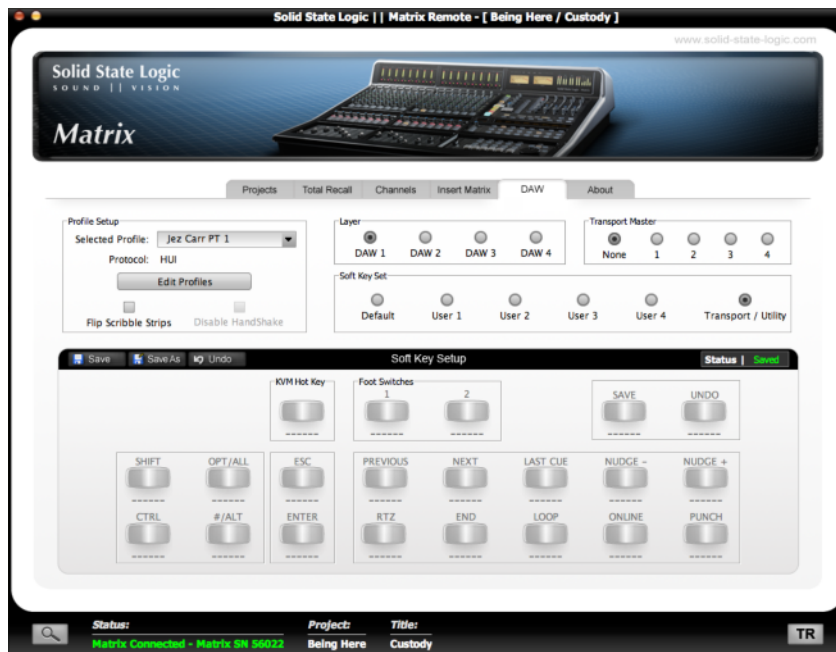 Solid State Logic || Matrix Remote - [ Being Here / Custody ]
www.solid-state-logic.com
Solid State Logic
SOUND || VISION
Matrix
Projects Total Recall Channels Insert Matrix DAW About
Profile Setup Layer Transport Master
Selected Profile: Jez Carr PT 1
DAW 1 DAW 2 DAW 3 DAW 4 None 1 2 3 4
Protocol: HUI
Edit Profiles
Soft Key Set
Flip Scribble Strips Disable HandShake
Default User 1 User 2 User 3 User 4 Transport / Utility
Save Save As Undo Soft Key Setup Status | Saved
KVM Hot Key Foot Switches
1 2 SAVE UNDO
------ ------ ------ ------ ------
SHIFT OPT/ALL ESC PREVIOUS NEXT LAST CUE NUDGE - NUDGE +
------ ------ ------ ------ ------ ------ ------ ------
CTRL #/ALT ENTER RTZ END LOOP ONLINE PUNCH
------ ------ ------ ------ ------ ------ ------ ------
Status: Project: Title:
Matrix Connected - Matrix SN 56022 Being Here Custody
TR